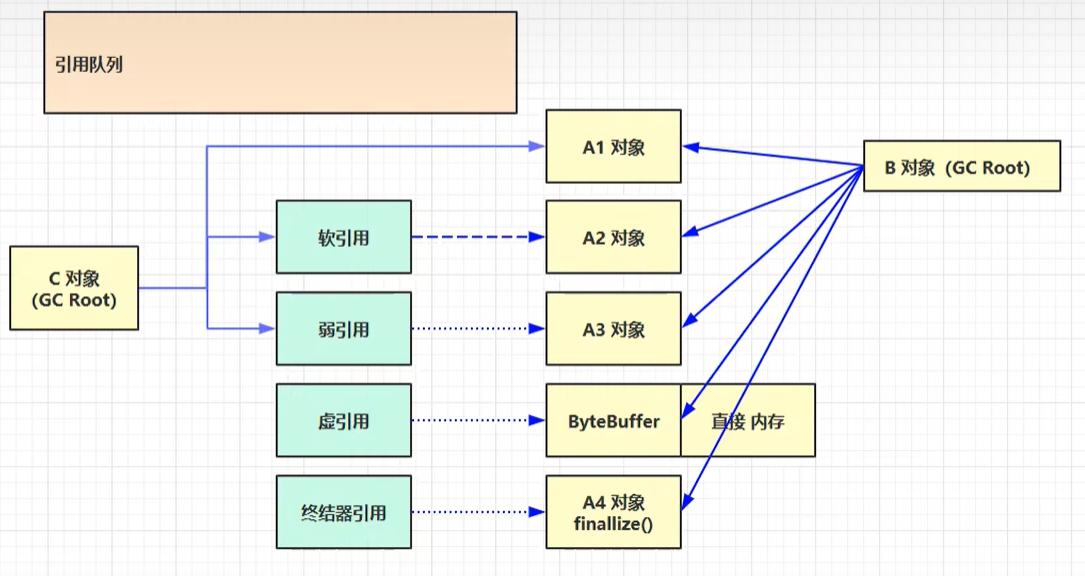 引用队列
A1 对象
B 对象（GC Root）
软引用
A2 对象
C 对象
(GC Root)
弱引用
A3 对象
虚引用
ByteBuffer
直接 内存
终结器引用
A4 对象
finallize()